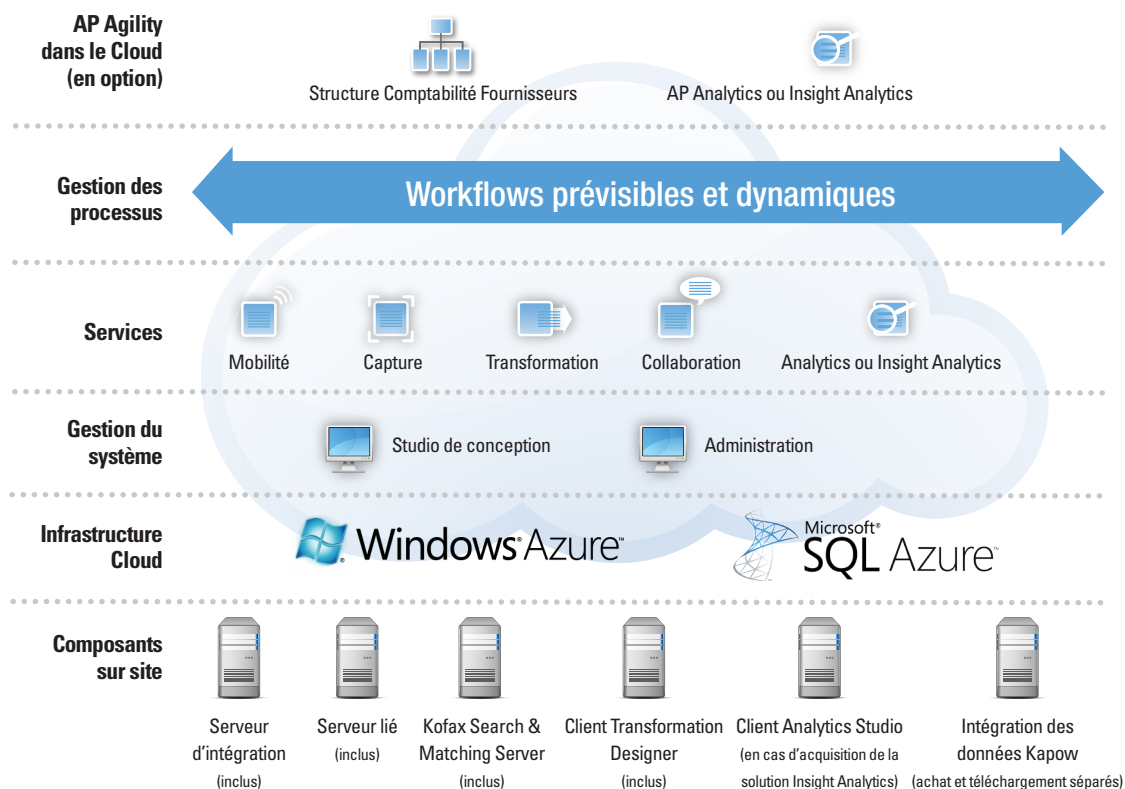 AP Agility
dans le Cloud
(en option)
Structure Comptabilité Fournisseurs
AP Analytics ou Insight Analytics
Gestion des
processus
Workflows prévisibles et dynamiques
Services
Mobilité
Capture
Transformation
Collaboration
Analytics ou Insight Analytics
Gestion du
système
Studio de conception
Administration
Infrastructure
Cloud
Windows® Azure™
Microsoft®
SQL Azure™
Composants
sur site
Serveur
d’intégration
(inclus)
Serveur lié
(inclus)
Kofax Search &
Matching Server
(inclus)
Client Transformation
Designer
(inclus)
Client Analytics Studio
(en cas d’acquisition de la
solution Insight Analytics)
Intégration des
données Kapow
(achat et téléchargement séparés)